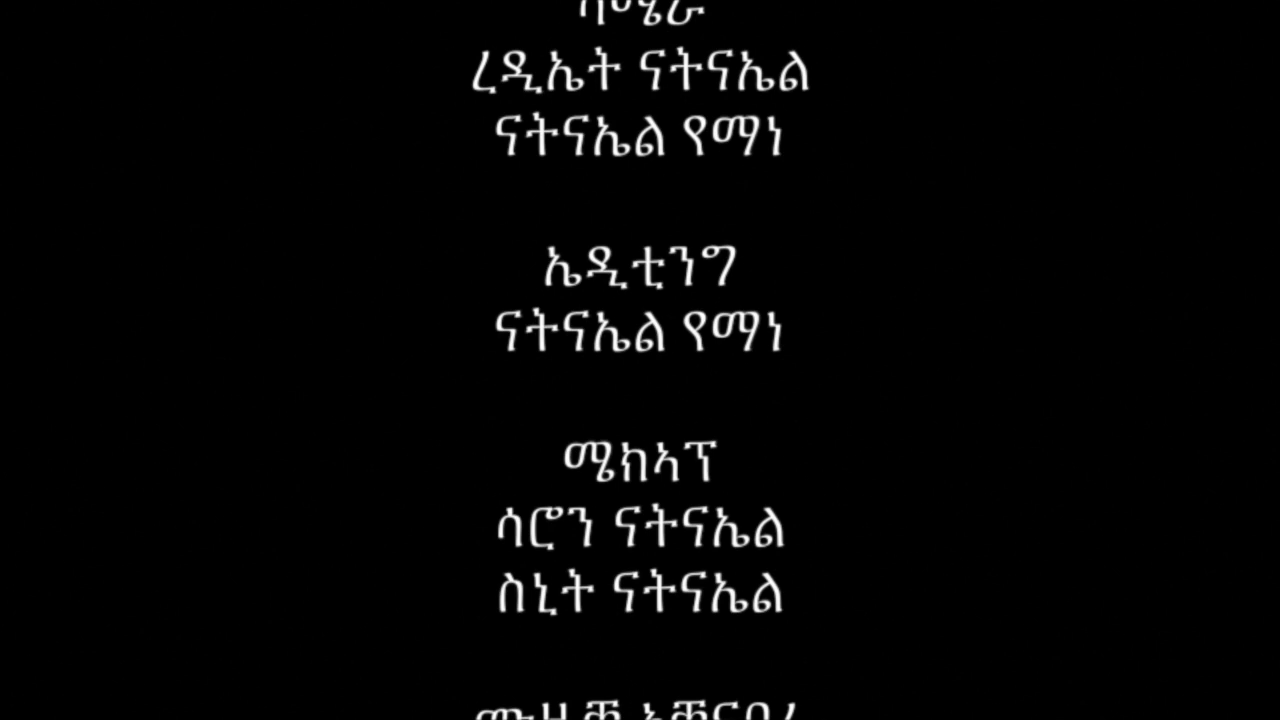 ረዲኤት ናትናኤል
ናትናኤል የማነ
ኤዲቲንግ
ናትናኤል የማነ
ሜክኣፕ
ሳሮን ናትናኤል
ስኒት ናትናኤል